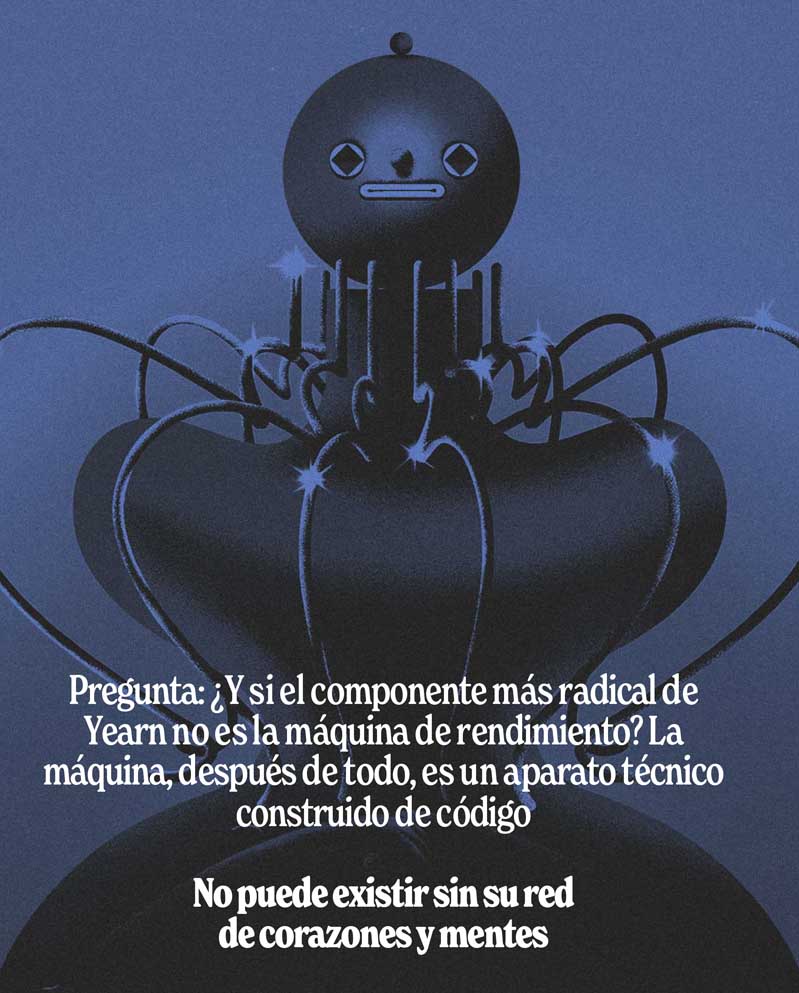 Pregunta: ¿Y si el componente más radical de
Yearn no es la máquina de rendimiento? La
máquina, después de todo, es un aparato técnico
construido de código
No puede existir sin su red
de corazones y mentes